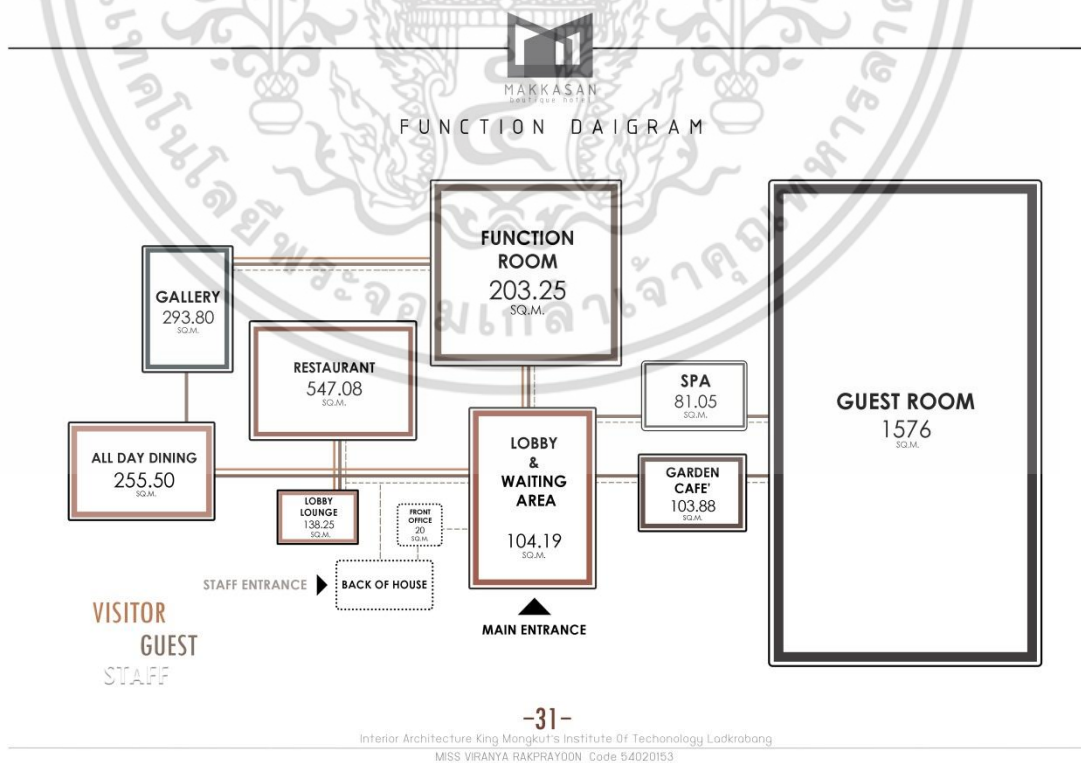 MAKKASAN
boutique hotel
FUNCTION DAIGRAM
FUNCTION
ROOM
203.25
SQ.M.
GALLERY
293.80
SQ.M.
RESTAURANT
547.08
SQ.M.
SPA
81.05
SQ.M.
GUEST ROOM
1576
SQ.M.
ALL DAY DINING
255.50
SQ.M.
LOBBY
&
WAITING
AREA
104.19
SQ.M.
GARDEN
CAFE'
103.88
SQ.M.
LOBBY
LOUNGE
138.25
SQ.M.
FRONT
OFFICE
20
SQ.M.
STAFF ENTRANCE
BACK OF HOUSE
MAIN ENTRANCE
VISITOR
GUEST
STAFF
-31-
Interior Architecture King Mongkut's Institute Of Techonology Ladkrabang
MISS VIRANYA RAKPRAYOON Code 54020153